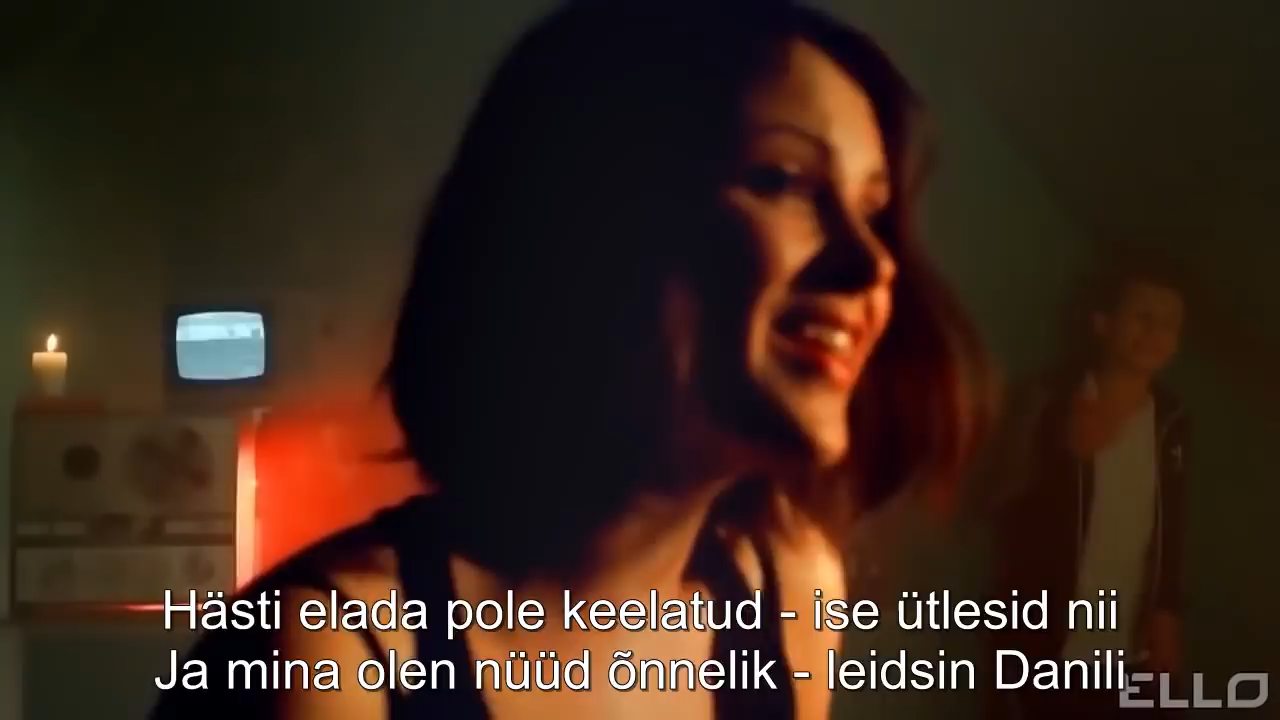 Hästi elada pole keelatud - ise ütlesid nii
Ja mina olen nüüd õnnelik - leidsin Danili
ELLO